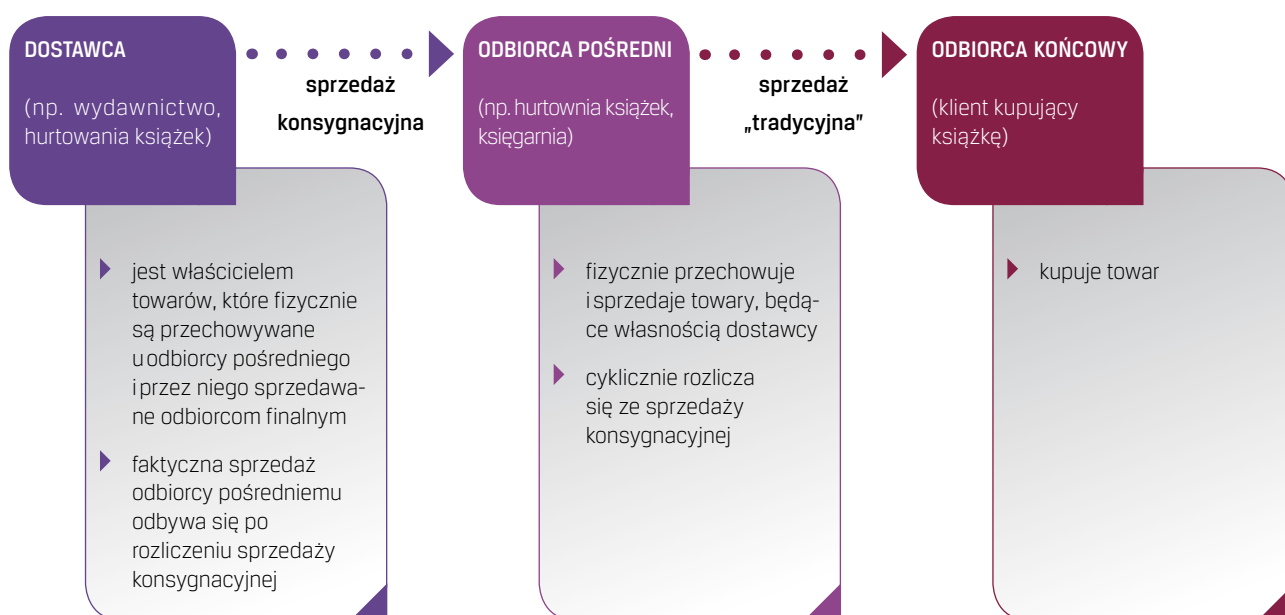 DOSTAWCA
(np. wydawnictwo,
hurtowania książek)
sprzedaż
konsygnacyjna
ODBIORCA POŚREDNI
(np. hurtownia książek,
księgarnia)
sprzedaż
„tradycyjna”
ODBIORCA KOŃCOWY
(klient kupujący
książkę)
jest właścicielem
towarów, które fizycznie
są przechowywane
u odbiorcy pośredniego
i przez niego sprzedawa-
ne odbiorcom finalnym
faktyczna sprzedaż
odbiorcy pośredniemu
odbywa się po
rozliczeniu sprzedaży
konsygnacyjnej
fizycznie przechowuje
i sprzedaje towary, będą-
ce własnością dostawcy
cyklicznie rozlicza
się ze sprzedaży
konsygnacyjnej
kupuje towar